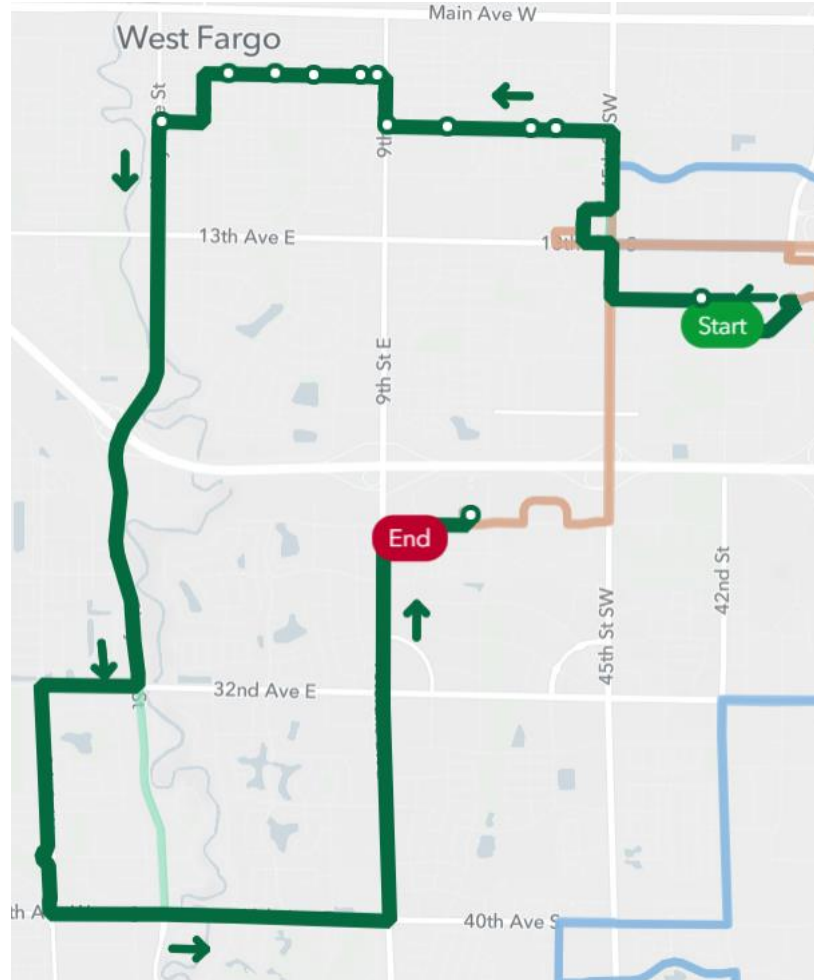 Main Ave W
West Fargo
13th Ave E
Start
9th St E
End
42nd St
45th St SW
32nd Ave E
40th Ave S